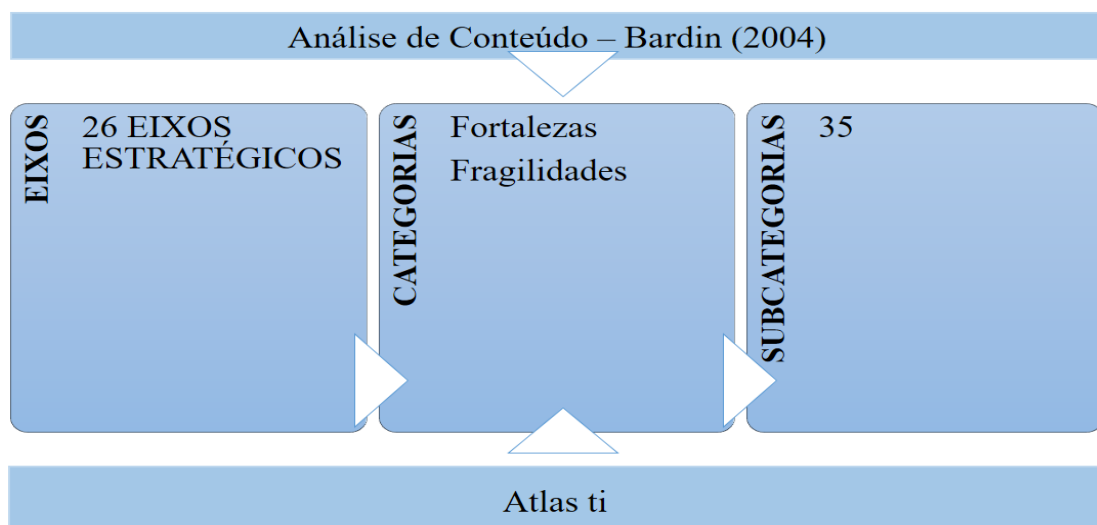 Análise de Conteúdo – Bardin (2004)
EIXOS
26 EIXOS
ESTRATÉGICOS
CATEGORIAS
Fortalezas
Fragilidades
SUBCATEGORIAS
35
Atlas ti